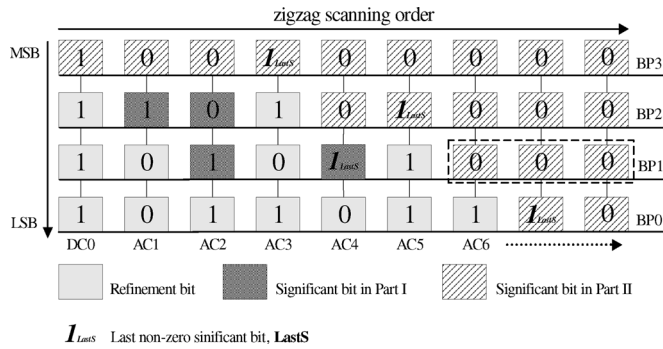 zigzag scanning order
MSB
1 0 0 1LastS 0 0 0 0 0 BP3
1 1 0 1 0 1LastS 0 0 0 BP2
1 0 1 0 1LastS 1 0 0 0 BP1
1 0 1 1 0 1 1 1LastS 0 BP0
LSB
DC0 AC1 AC2 AC3 AC4 AC5 AC6
Refinement bit Significant bit in Part I Significant bit in Part II
1LastS Last non-zero sinificant bit, LastS